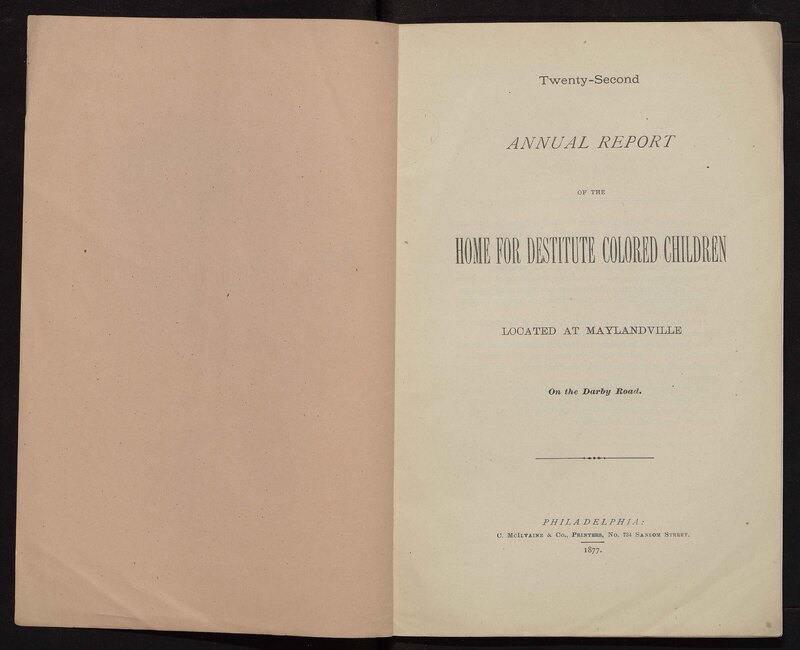 Twenty-Second
ANNUAL REPORT
OF THE
HOME FOR DESTITUTE COLORED CHILDREN
LOCATED AT MAYLANDVILLE
On the Darby Road.
PHILADELPHIA:
C. McIlvaine & Co., Printers, No. 734 Sansom Street.
1877.